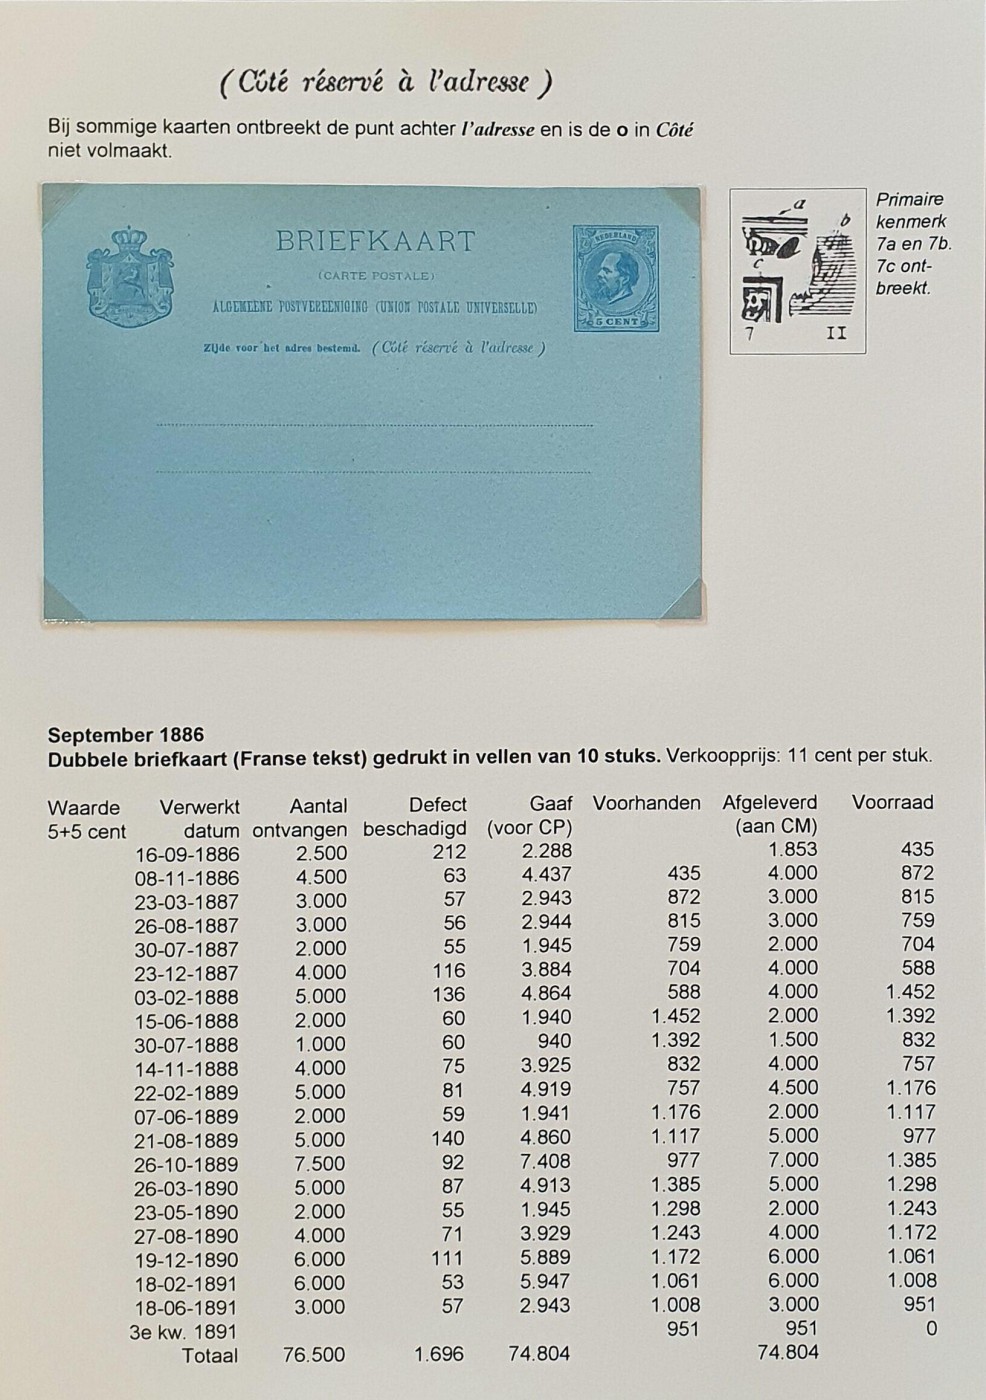 ( Côté réservé à l'adresse )
Bij sommige kaarten ontbreekt de punt achter l'adresse en is de o in Côté
niet volmaakt.
BRIEFKAART
(CARTE POSTALE)
ALGEMEENE POSTVEREENIGING (UNION POSTALE UNIVERSELLE)
Zijde voor het adres bestemd. ( Côté réservé à l'adresse )
NEDERLAND
5 CENT
a
b
c
7
II
Primaire
kenmerk
7a en 7b.
7c ont-
breekt.
September 1886
Dubbele briefkaart (Franse tekst) gedrukt in vellen van 10 stuks. Verkoopprijs: 11 cent per stuk.
Waarde Verwerkt Aantal Defect Gaaf Voorhanden Afgeleverd Voorraad
5+5 cent datum ontvangen beschadigd (voor CP) (aan CM)
16-09-1886 2.500 212 2.288 1.853 435
08-11-1886 4.500 63 4.437 435 4.000 872
23-03-1887 3.000 57 2.943 872 3.000 815
26-08-1887 3.000 56 2.944 815 3.000 759
30-07-1887 2.000 55 1.945 759 2.000 704
23-12-1887 4.000 116 3.884 704 4.000 588
03-02-1888 5.000 136 4.864 588 4.000 1.452
15-06-1888 2.000 60 1.940 1.452 2.000 1.392
30-07-1888 1.000 60 940 1.392 1.500 832
14-11-1888 4.000 75 3.925 832 4.000 757
22-02-1889 5.000 81 4.919 757 4.500 1.176
07-06-1889 2.000 59 1.941 1.176 2.000 1.117
21-08-1889 5.000 140 4.860 1.117 5.000 977
26-10-1889 7.500 92 7.408 977 7.000 1.385
26-03-1890 5.000 87 4.913 1.385 5.000 1.298
23-05-1890 2.000 55 1.945 1.298 2.000 1.243
27-08-1890 4.000 71 3.929 1.243 4.000 1.172
19-12-1890 6.000 111 5.889 1.172 6.000 1.061
18-02-1891 6.000 53 5.947 1.061 6.000 1.008
18-06-1891 3.000 57 2.943 1.008 3.000 951
3e kw. 1891 951 951 0
Totaal 76.500 1.696 74.804 74.804